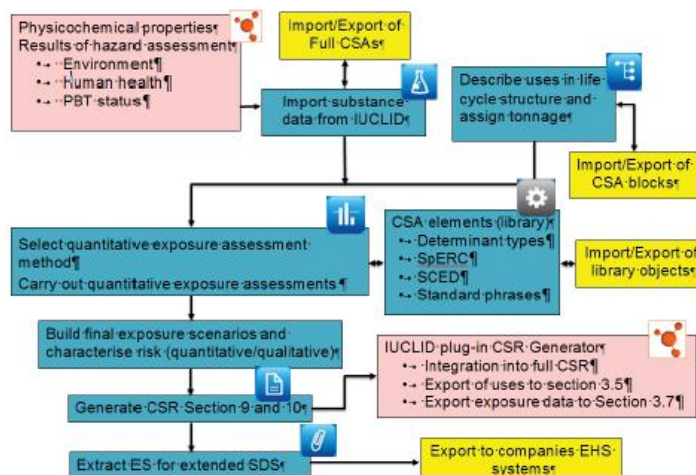 Physicochemical properties¶
Results of hazard assessment¶
•→ ··Environment¶
•→ ··Human health¶
•→ ··PBT status¶
Import/Export of
Full·CSAs¶
Import substance
data from IUCLID¶
Describe uses in life
cycle structure and
assign tonnage¶
Import/Export of
CSA blocks¶
CSA elements (library)¶
•→ Determinant types¶
•→ SpERC¶
•→ SCED¶
•→ Standard phrases¶
Import/Export of
library objects¶
Select·quantitative exposure assessment
method¶
Carry out quantitative exposure assessments¶
Build final exposure scenarios and
characterise risk (quantitative/qualitative)¶
IUCLID plug-in CSR Generator¶
•→ Integration into full CSR¶
•→ Export of uses to section 3.5¶
•→ Export exposure data to Section 3.7¶
Generate CSR Section 9 and 10¶
Extract ES for extended SDS¶
Export to companies EHS
systems¶